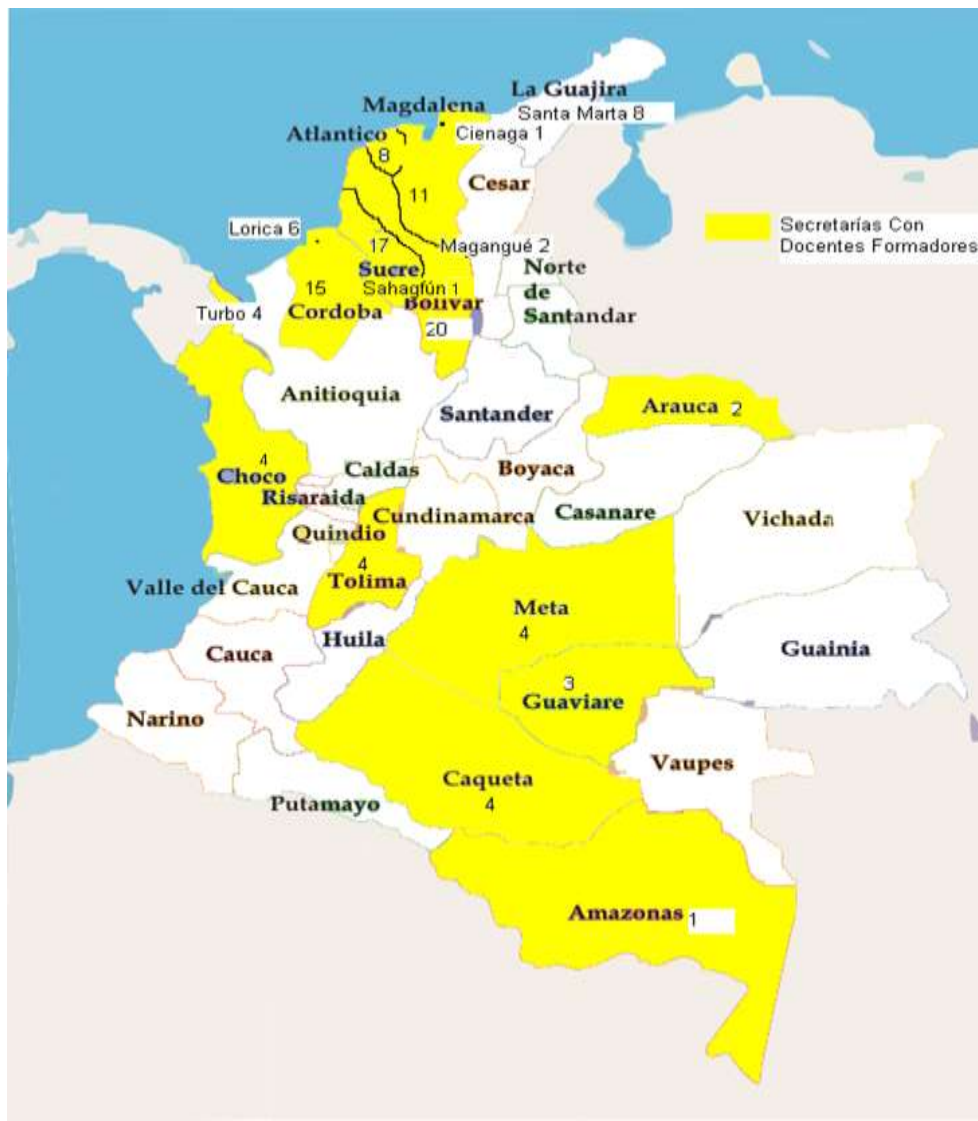 La Guajira
Magdalena
Santa Marta 8
Atlantico
Cienaga 1
8
Cesar
11
Lorica 6
Secretarías Con
Docentes Formadores
17
Magangué 2
Sucre
Norte
de
Santandar
15
Sahagfún 1
Turbo 4
Cordoba
Bolivar
20
Anitioquia
Santander
Arauca 2
4
Choco
Caldas
Boyaca
Risaraida
Cundinamarca
Casanare
Vichada
Quindio
4
Tolima
Valle del Cauca
Meta
4
Huila
Cauca
Guainia
3
Guaviare
Narino
Vaupes
Caqueta
4
Putamayo
Amazonas 1